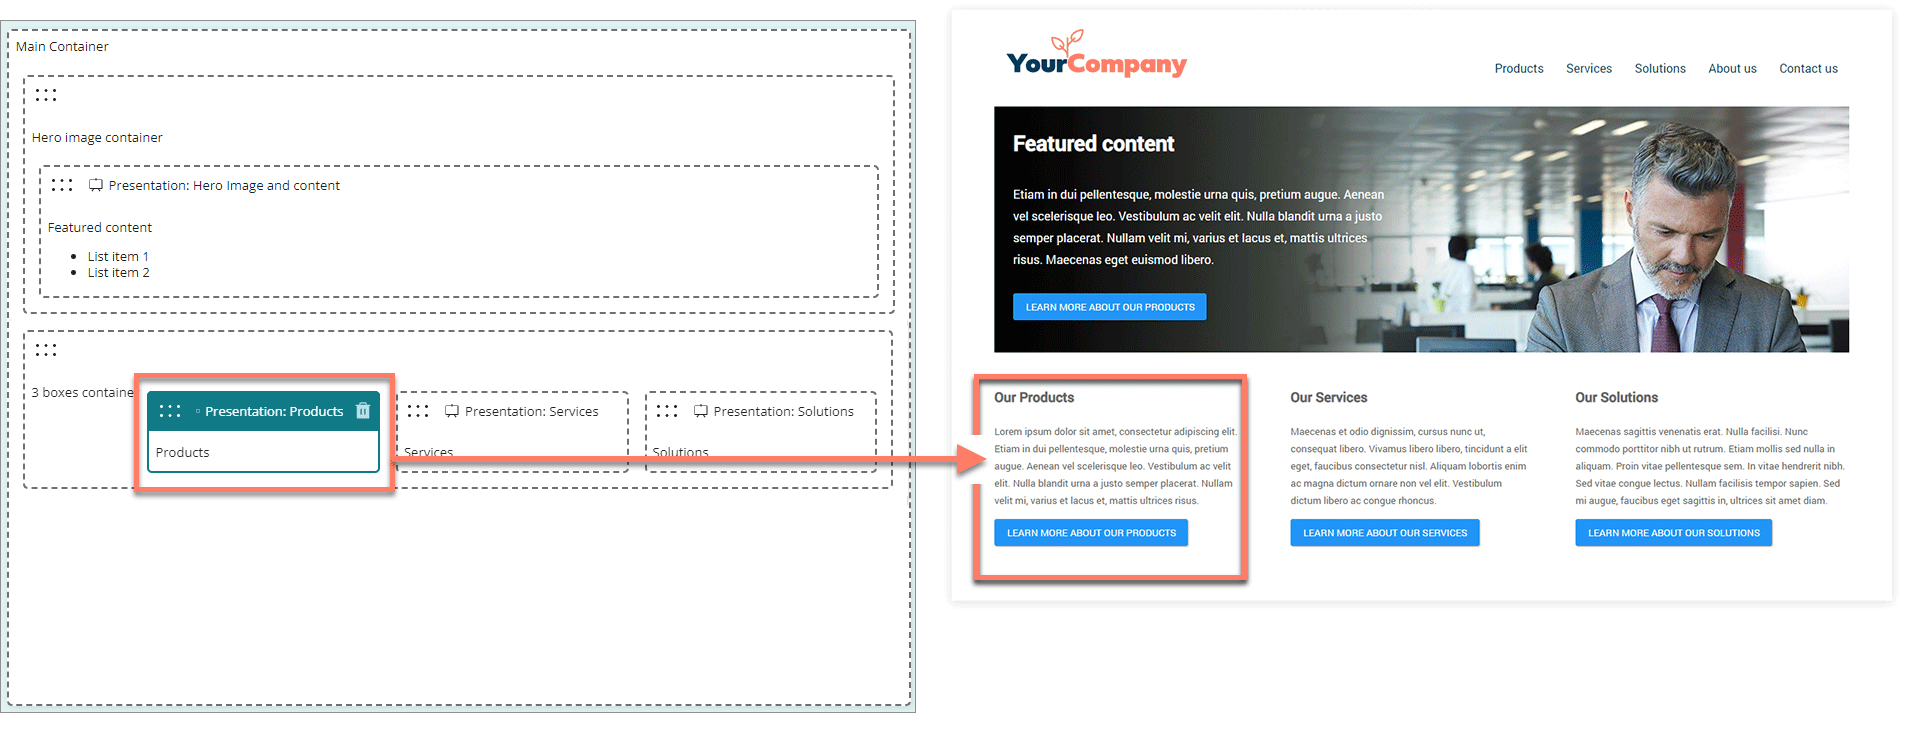 Main Container
Hero image container
Presentation: Hero Image and content
Featured content
List item 1
List item 2
3 boxes containe
Presentation: Products
Products
Presentation: Services
Services
Presentation: Solutions
Solutions
YourCompany
Products Services Solutions About us Contact us
Featured content
Etiam in dui pellentesque, molestie urna quis, pretium augue. Aenean
vel scelerisque leo. Vestibulum ac velit elit. Nulla blandit urna a justo
semper placerat. Nullam velit mi, varius et lacus et, mattis ultrices
risus. Maecenas eget euismod libero.
LEARN MORE ABOUT OUR PRODUCTS
Our Products
Lorem ipsum dolor sit amet, consectetur adipiscing elit.
Etiam in dui pellentesque, molestie urna quis, pretium
augue. Aenean vel scelerisque leo. Vestibulum ac velit
elit. Nulla blandit urna a justo semper placerat. Nullam
velit mi, varius et lacus et, mattis ultrices risus.
LEARN MORE ABOUT OUR PRODUCTS
Our Services
Maecenas et odio dignissim, cursus nunc ut,
consequat libero. Vivamus libero libero, tincidunt a elit
eget, faucibus consectetur nisl. Aliquam lobortis enim
ac magna dictum ornare non vel elit. Vestibulum
dictum libero ac congue rhoncus.
LEARN MORE ABOUT OUR SERVICES
Our Solutions
Maecenas sagittis venenatis erat. Nulla facilisi. Nunc
commodo porttitor nibh ut rutrum. Etiam mollis sed nulla in
aliquam. Proin vitae pellentesque sem. In vitae hendrerit nibh.
Sed vitae congue lectus. Nullam facilisis tempor sapien. Sed
mi augue, faucibus eget sagittis in, ultrices sit amet diam.
LEARN MORE ABOUT OUR SOLUTIONS